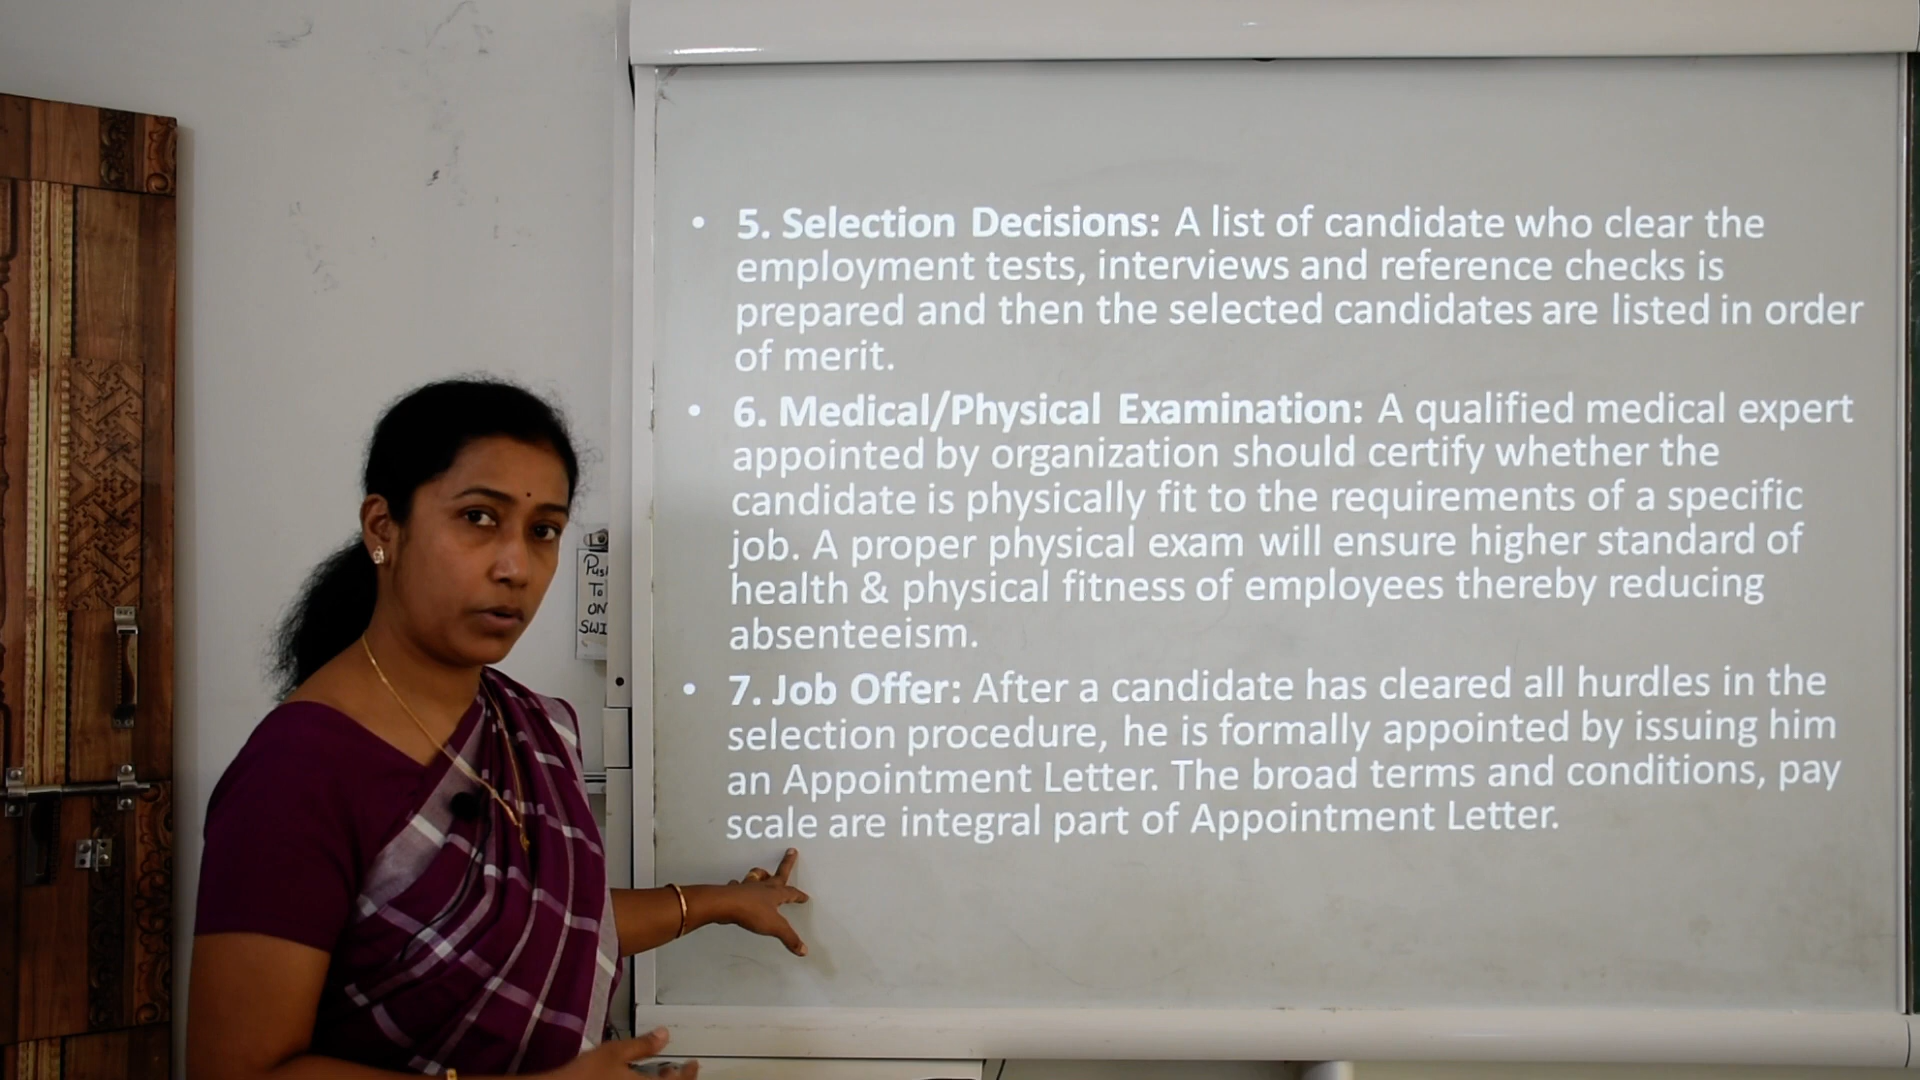 • 5. Selection Decisions: A list of candidate who clear the
employment tests, interviews and reference checks is
prepared and then the selected candidates are listed in order
of merit.
• 6. Medical/Physical Examination: A qualified medical expert
appointed by organization should certify whether the
candidate is physically fit to the requirements of a specific
job. A proper physical exam will ensure higher standard of
health & physical fitness of employees thereby reducing
absenteeism.
• 7. Job Offer: After a candidate has cleared all hurdles in the
selection procedure, he is formally appointed by issuing him
an Appointment Letter. The broad terms and conditions, pay
scale are integral part of Appointment Letter.
To
ON